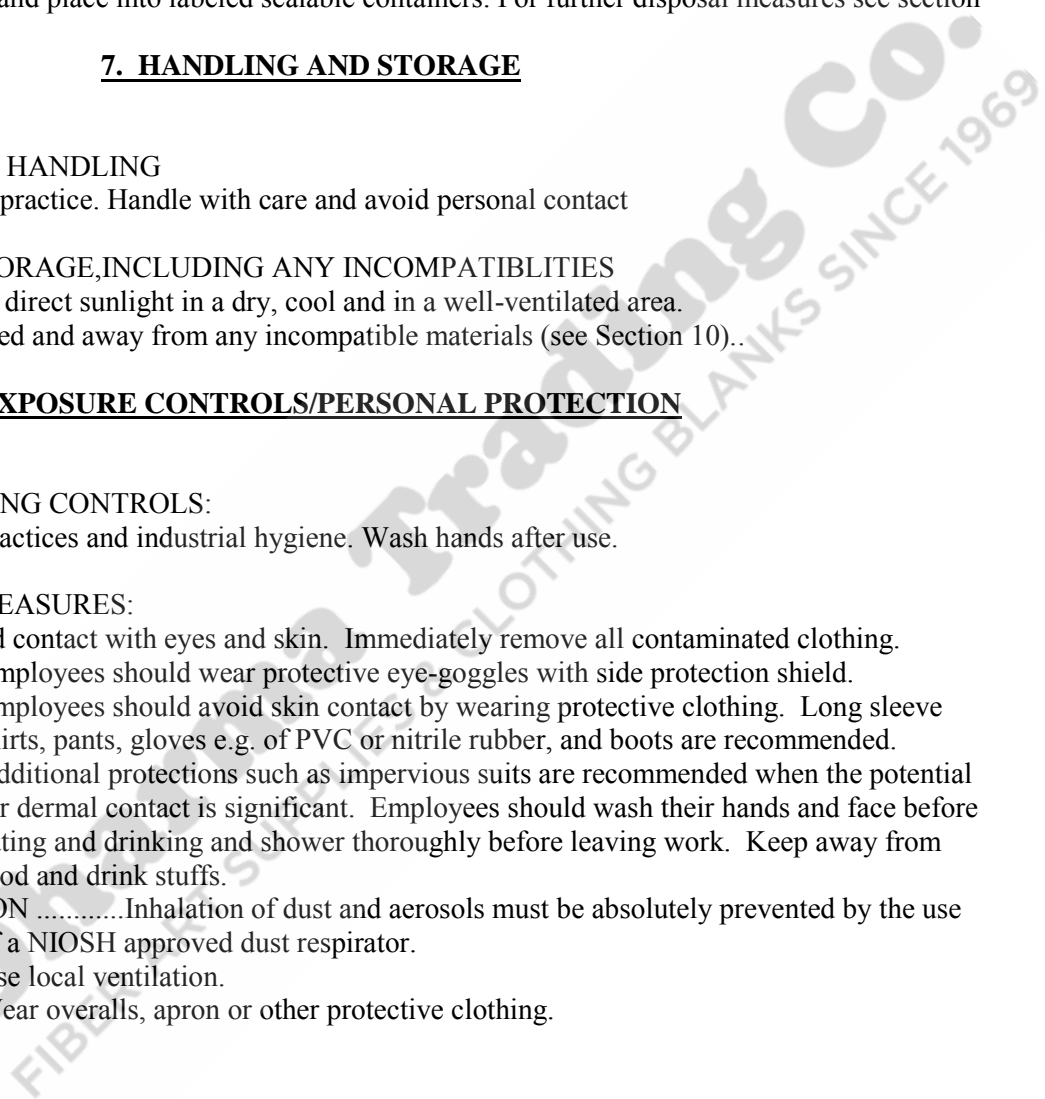 and place into labeled sealable containers. For further disposal measures see section
7. HANDLING AND STORAGE
HANDLING
practice. Handle with care and avoid personal contact
ORAGE,INCLUDING ANY INCOMPATIBLITIES
direct sunlight in a dry, cool and in a well-ventilated area.
ed and away from any incompatible materials (see Section 10)..
XPOSURE CONTROLS/PERSONAL PROTECTION
NG CONTROLS:
actices and industrial hygiene. Wash hands after use.
EASURES:
d contact with eyes and skin. Immediately remove all contaminated clothing.
mployees should wear protective eye-goggles with side protection shield.
mployees should avoid skin contact by wearing protective clothing. Long sleeve
irts, pants, gloves e.g. of PVC or nitrile rubber, and boots are recommended.
dditional protections such as impervious suits are recommended when the potential
r dermal contact is significant. Employees should wash their hands and face before
ating and drinking and shower thoroughly before leaving work. Keep away from
od and drink stuffs.
ON ............Inhalation of dust and aerosols must be absolutely prevented by the use
f a NIOSH approved dust respirator.
se local ventilation.
ear overalls, apron or other protective clothing.
Dharma Trading Co.
FIBER ART SUPPLIES & CLOTHING BLANKS SINCE 1969